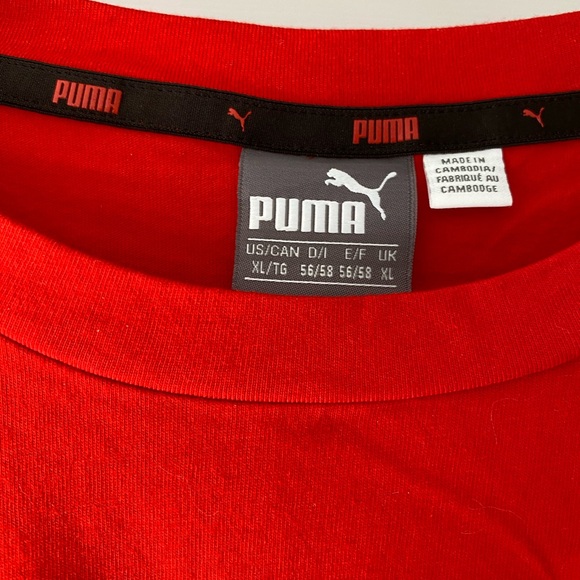 PUMA
PUMA
PUMA
US/CAN D/I E/F UK
XL/TG 56/58 56/58 XL
MADE IN
CAMBODIA/
FABRIQUÉ AU
CAMBODGE